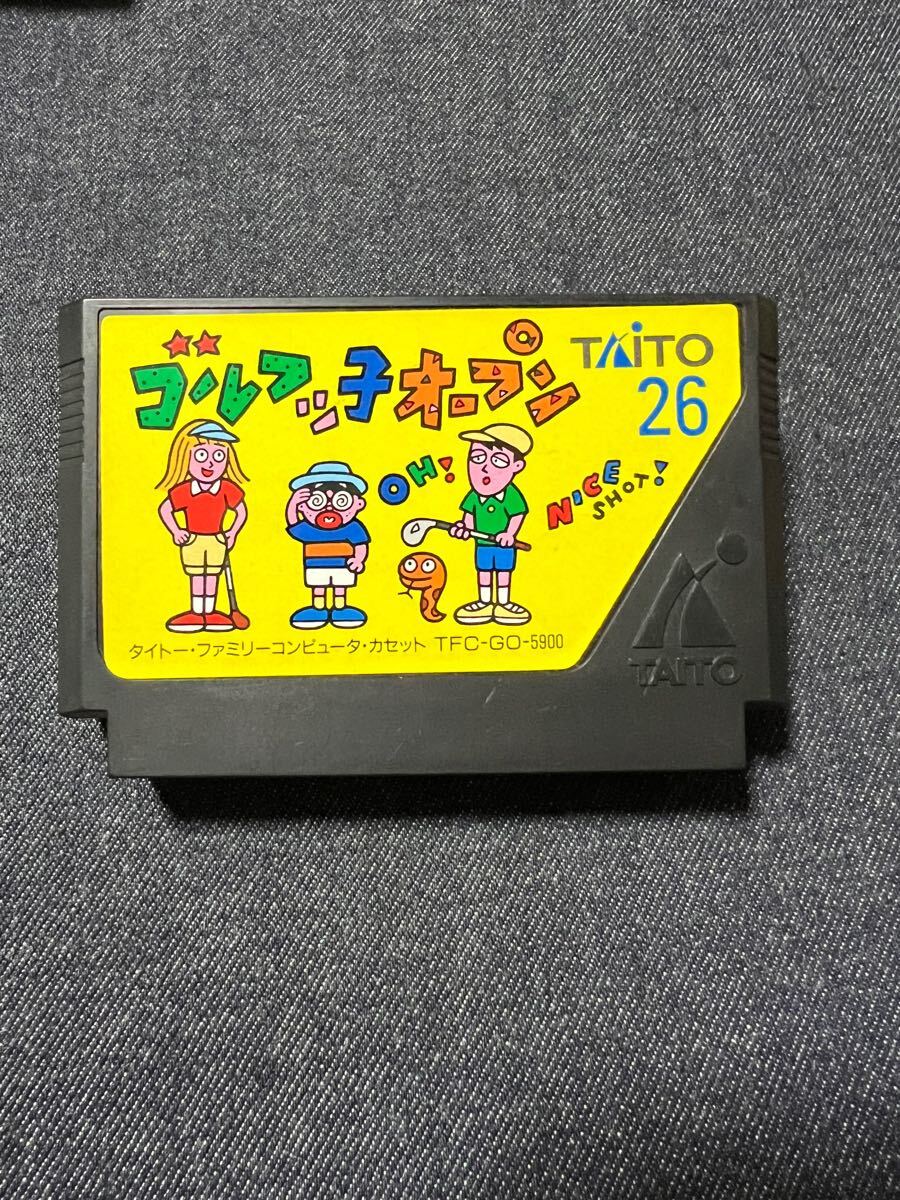 ゴルフッ子オープン
TAITO
26
OH!
NICE
SHOT!
タイトー・ファミリーコンピュータ・カセット TFC-GO-5900
TAITO